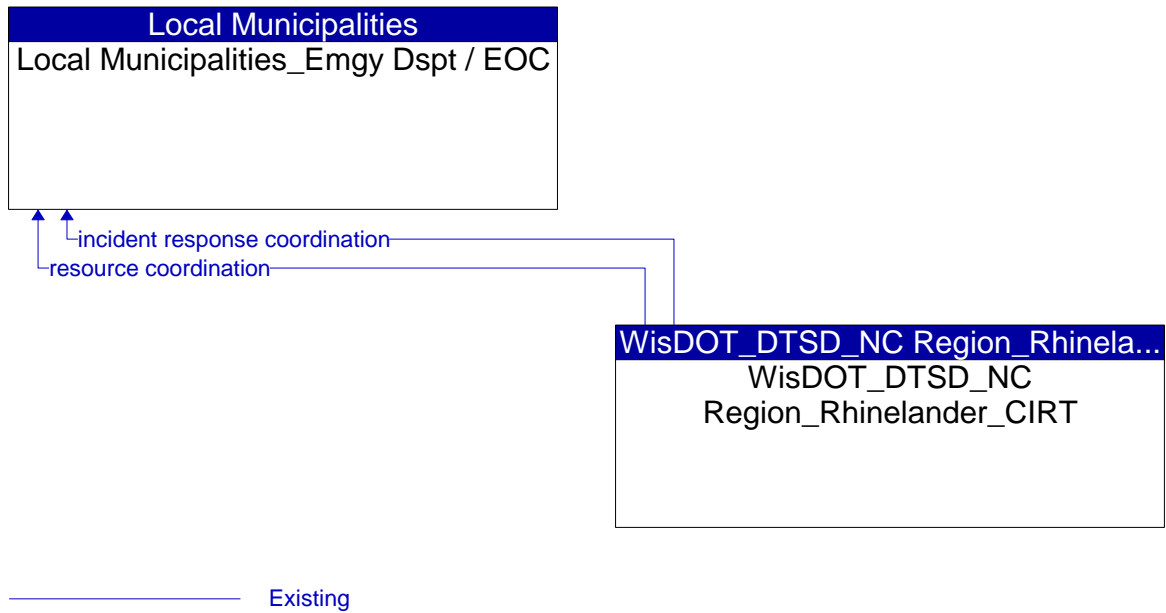 Local Municipalities
Local Municipalities_Emgy Dspt / EOC
incident response coordination
resource coordination
WisDOT_DTSD_NC Region_Rhinela...
WisDOT_DTSD_NC
Region_Rhinelander_CIRT
Existing